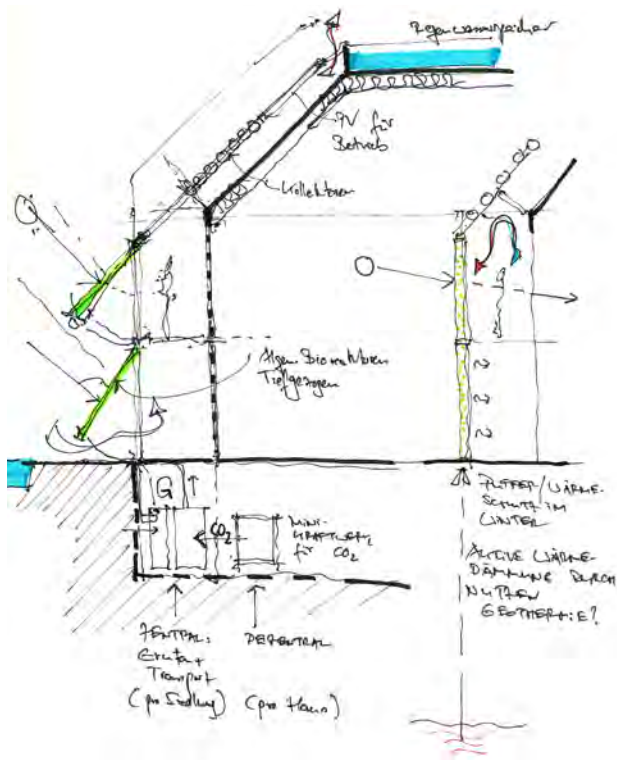 Regenwasserspeicher
PV für
Betrieb
Kollektoren
Algen Bioreaktoren
Tiefgezogen
G
CO2
MINI-
KRAFTWERK
für CO2
PUFFER/WÄRME-
SCHUTZ IM
WINTER
AKTIVE WÄRME-
DÄMMUNG DURCH
NUTZEN
GEOTHERMIE?
ZENTRAL:
Transport
(pro Siedlung)
DEZENTRAL
(pro Haus)